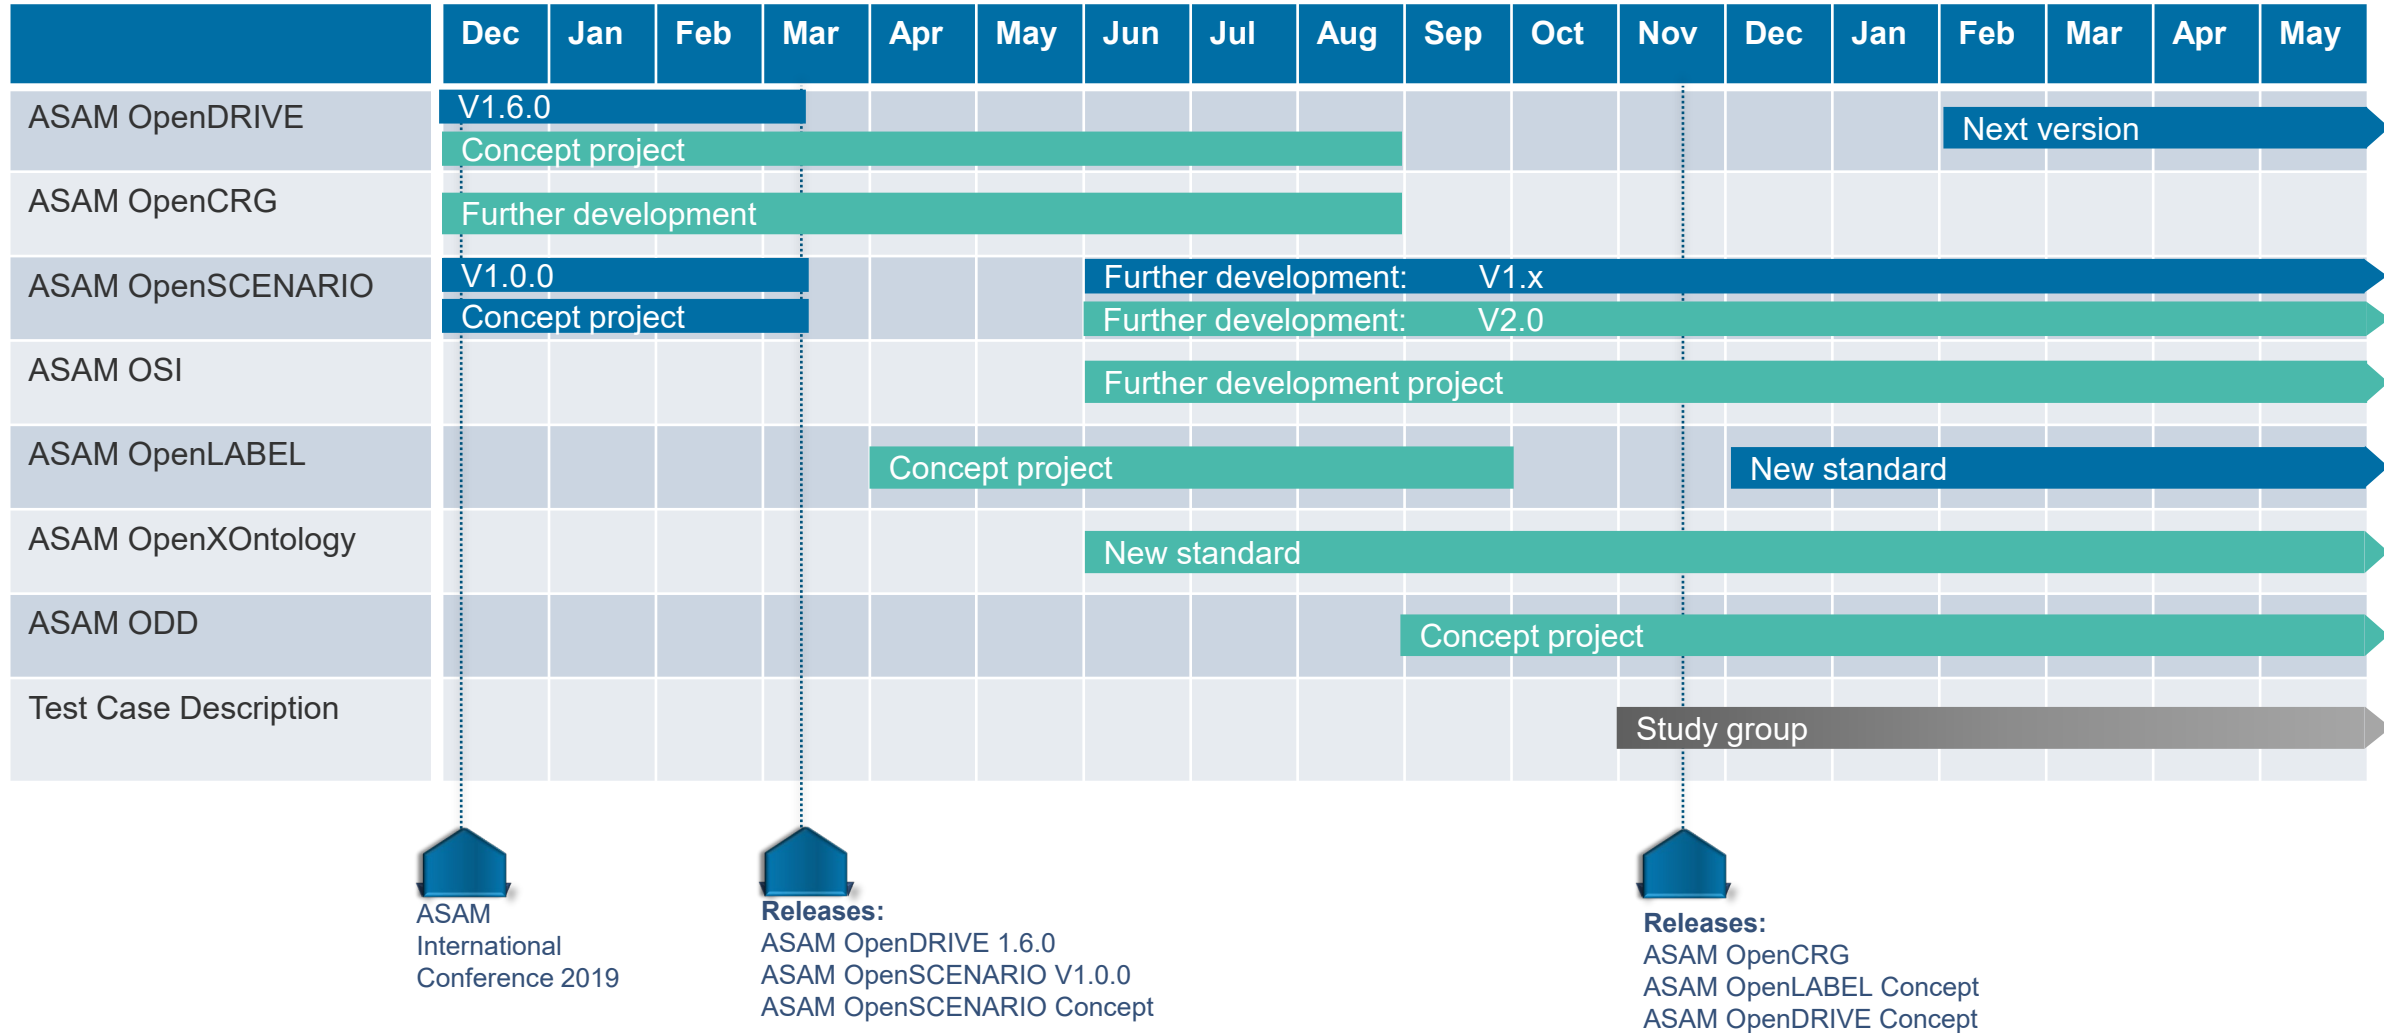 Dec Jan Feb Mar Apr May Jun Jul Aug Sep Oct Nov Dec Jan Feb Mar Apr May
ASAM OpenDRIVE
V1.6.0
Concept project
Next version
ASAM OpenCRG
Further development
ASAM OpenSCENARIO
V1.0.0
Further development: V1.x
Concept project
Further development: V2.0
ASAM OSI
Further development project
ASAM OpenLABEL
Concept project
New standard
ASAM OpenXOntology
New standard
ASAM ODD
Concept project
Test Case Description
Study group
ASAM
International
Conference 2019
Releases:
ASAM OpenDRIVE 1.6.0
ASAM OpenSCENARIO V1.0.0
ASAM OpenSCENARIO Concept
Releases:
ASAM OpenCRG
ASAM OpenLABEL Concept
ASAM OpenDRIVE Concept